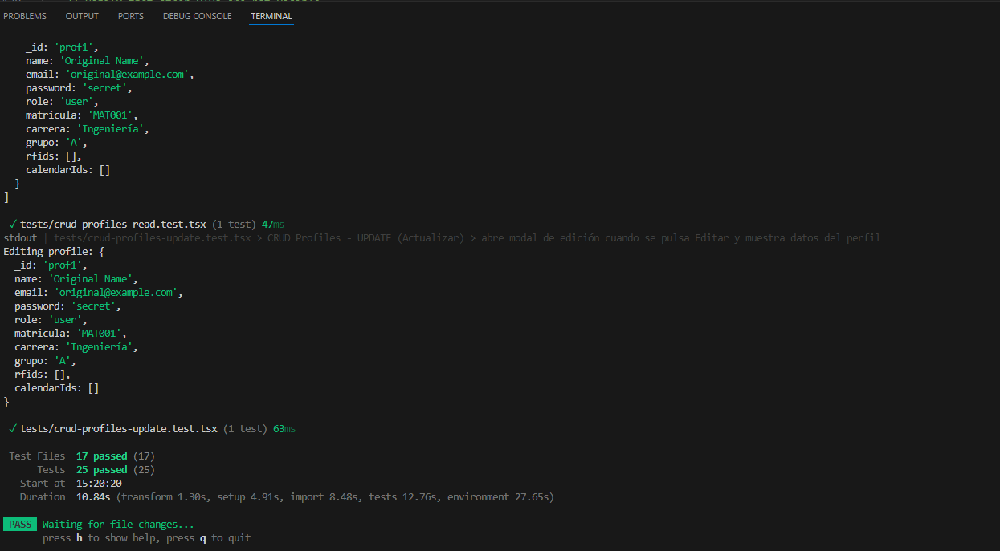 PROBLEMS OUTPUT PORTS DEBUG CONSOLE TERMINAL
_id: 'prof1',
name: 'Original Name',
email: 'original@example.com',
password: 'secret',
role: 'user',
matricula: 'MAT001',
carrera: 'Ingeniería',
grupo: 'A',
rfids: [],
calendarIds: []
}
]
✓ tests/crud-profiles-read.test.tsx (1 test) 47ms
stdout | tests/crud-profiles-update.test.tsx > CRUD Profiles - UPDATE (Actualizar) > abre modal de edición cuando se pulsa Editar y muestra datos del perfil
Editing profile: {
_id: 'prof1',
name: 'Original Name',
email: 'original@example.com',
password: 'secret',
role: 'user',
matricula: 'MAT001',
carrera: 'Ingeniería',
grupo: 'A',
rfids: [],
calendarIds: []
}
✓ tests/crud-profiles-update.test.tsx (1 test) 63ms
Test Files 17 passed (17)
Tests 25 passed (25)
Start at 15:20:20
Duration 10.84s (transform 1.30s, setup 4.91s, import 8.48s, tests 12.76s, environment 27.65s)
PASS Waiting for file changes...
press h to show help, press q to quit